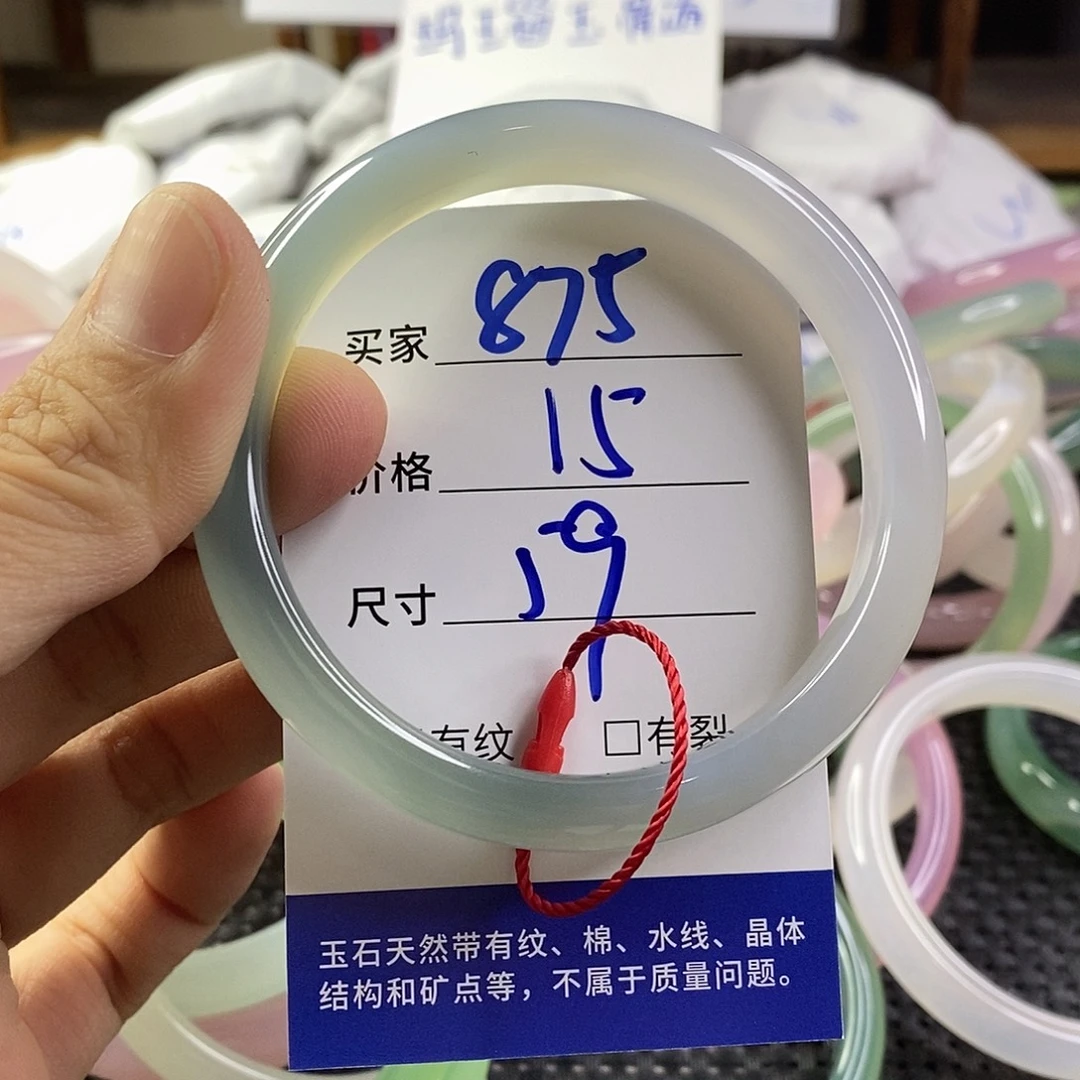 买家 875
价格 15
尺寸 59
有纹 □有裂
玉石天然带有纹、棉、水线、晶体
结构和矿点等，不属于质量问题。